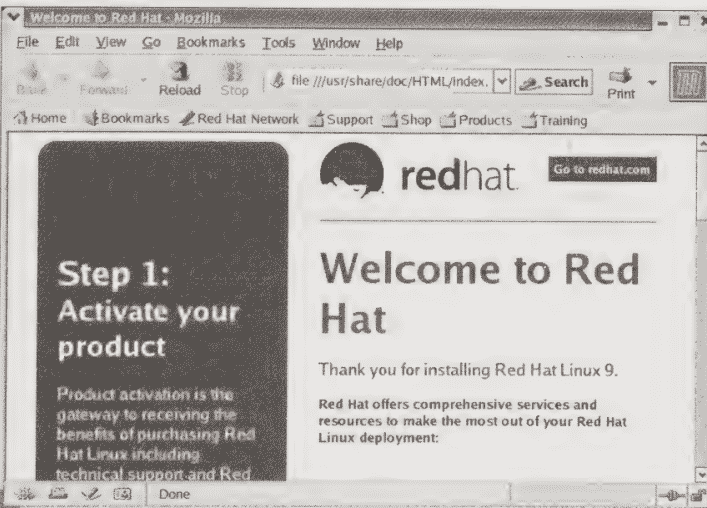 Welcome to Red Hat - Mozilla
File Edit View Go Bookmarks Tools Window Help
Back Forward Reload Stop file:///usr/share/doc/HTML/index. Search Print
Home Bookmarks Red Hat Network Support Shop Products Training
redhat. Go to redhat.com
Step 1:
Activate your
product
Product activation is the
gateway to receiving the
benefits of purchasing Red
Hat Linux including
technical support and Red
Welcome to Red
Hat
Thank you for installing Red Hat Linux 9.
Red Hat offers comprehensive services and
resources to make the most out of your Red Hat
Linux deployment:
Done